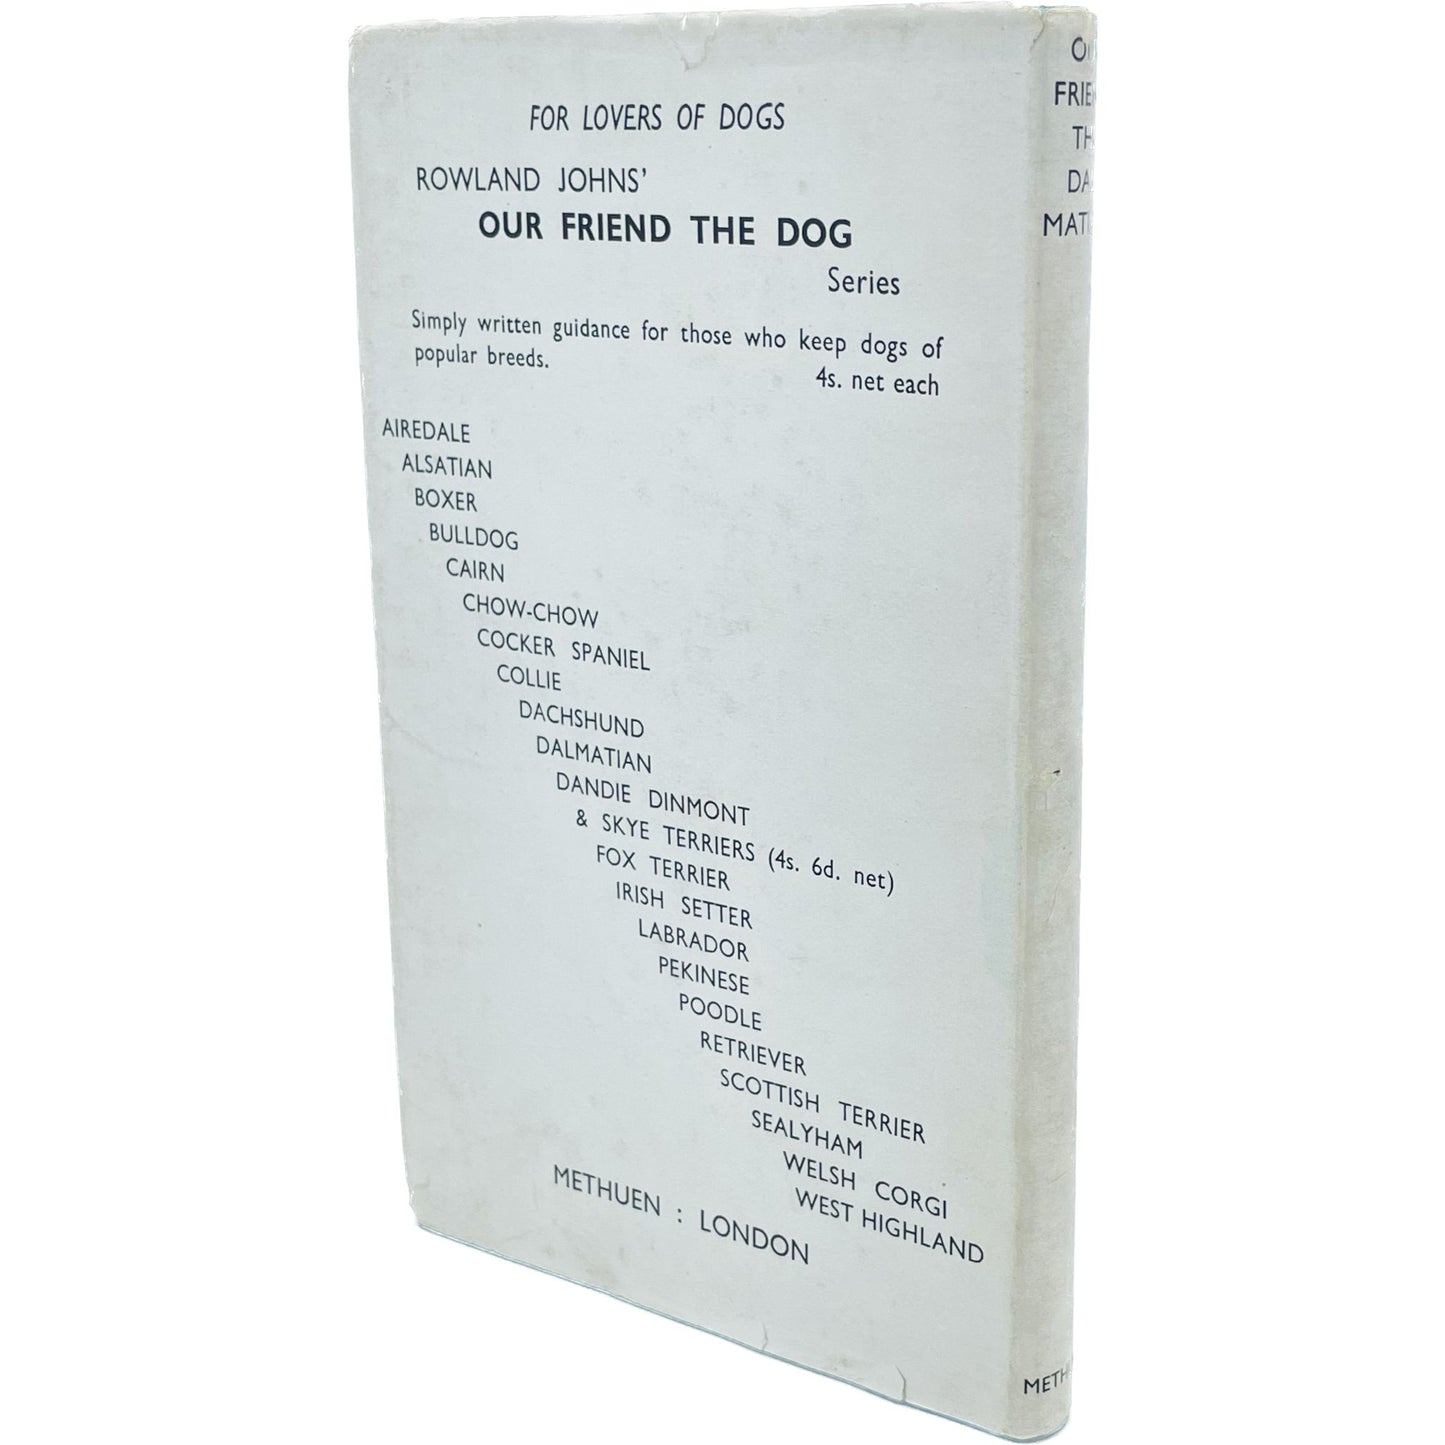 FOR LOVERS OF DOGS
ROWLAND JOHNS'
OUR FRIEND THE DOG
Series
Simply written guidance for those who keep dogs of
popular breeds.
4s. net each
AIREDALE
ALSATIAN
BOXER
BULLDOG
CAIRN
CHOW-CHOW
COCKER SPANIEL
COLLIE
DACHSHUND
DALMATIAN
DANDIE DINMONT
& SKYE TERRIERS (4s. 6d. net)
FOX TERRIER
IRISH SETTER
LABRADOR
PEKINESE
POODLE
RETRIEVER
SCOTTISH TERRIER
SEALYHAM
WELSH CORGI
WEST HIGHLAND
METHUEN : LONDON